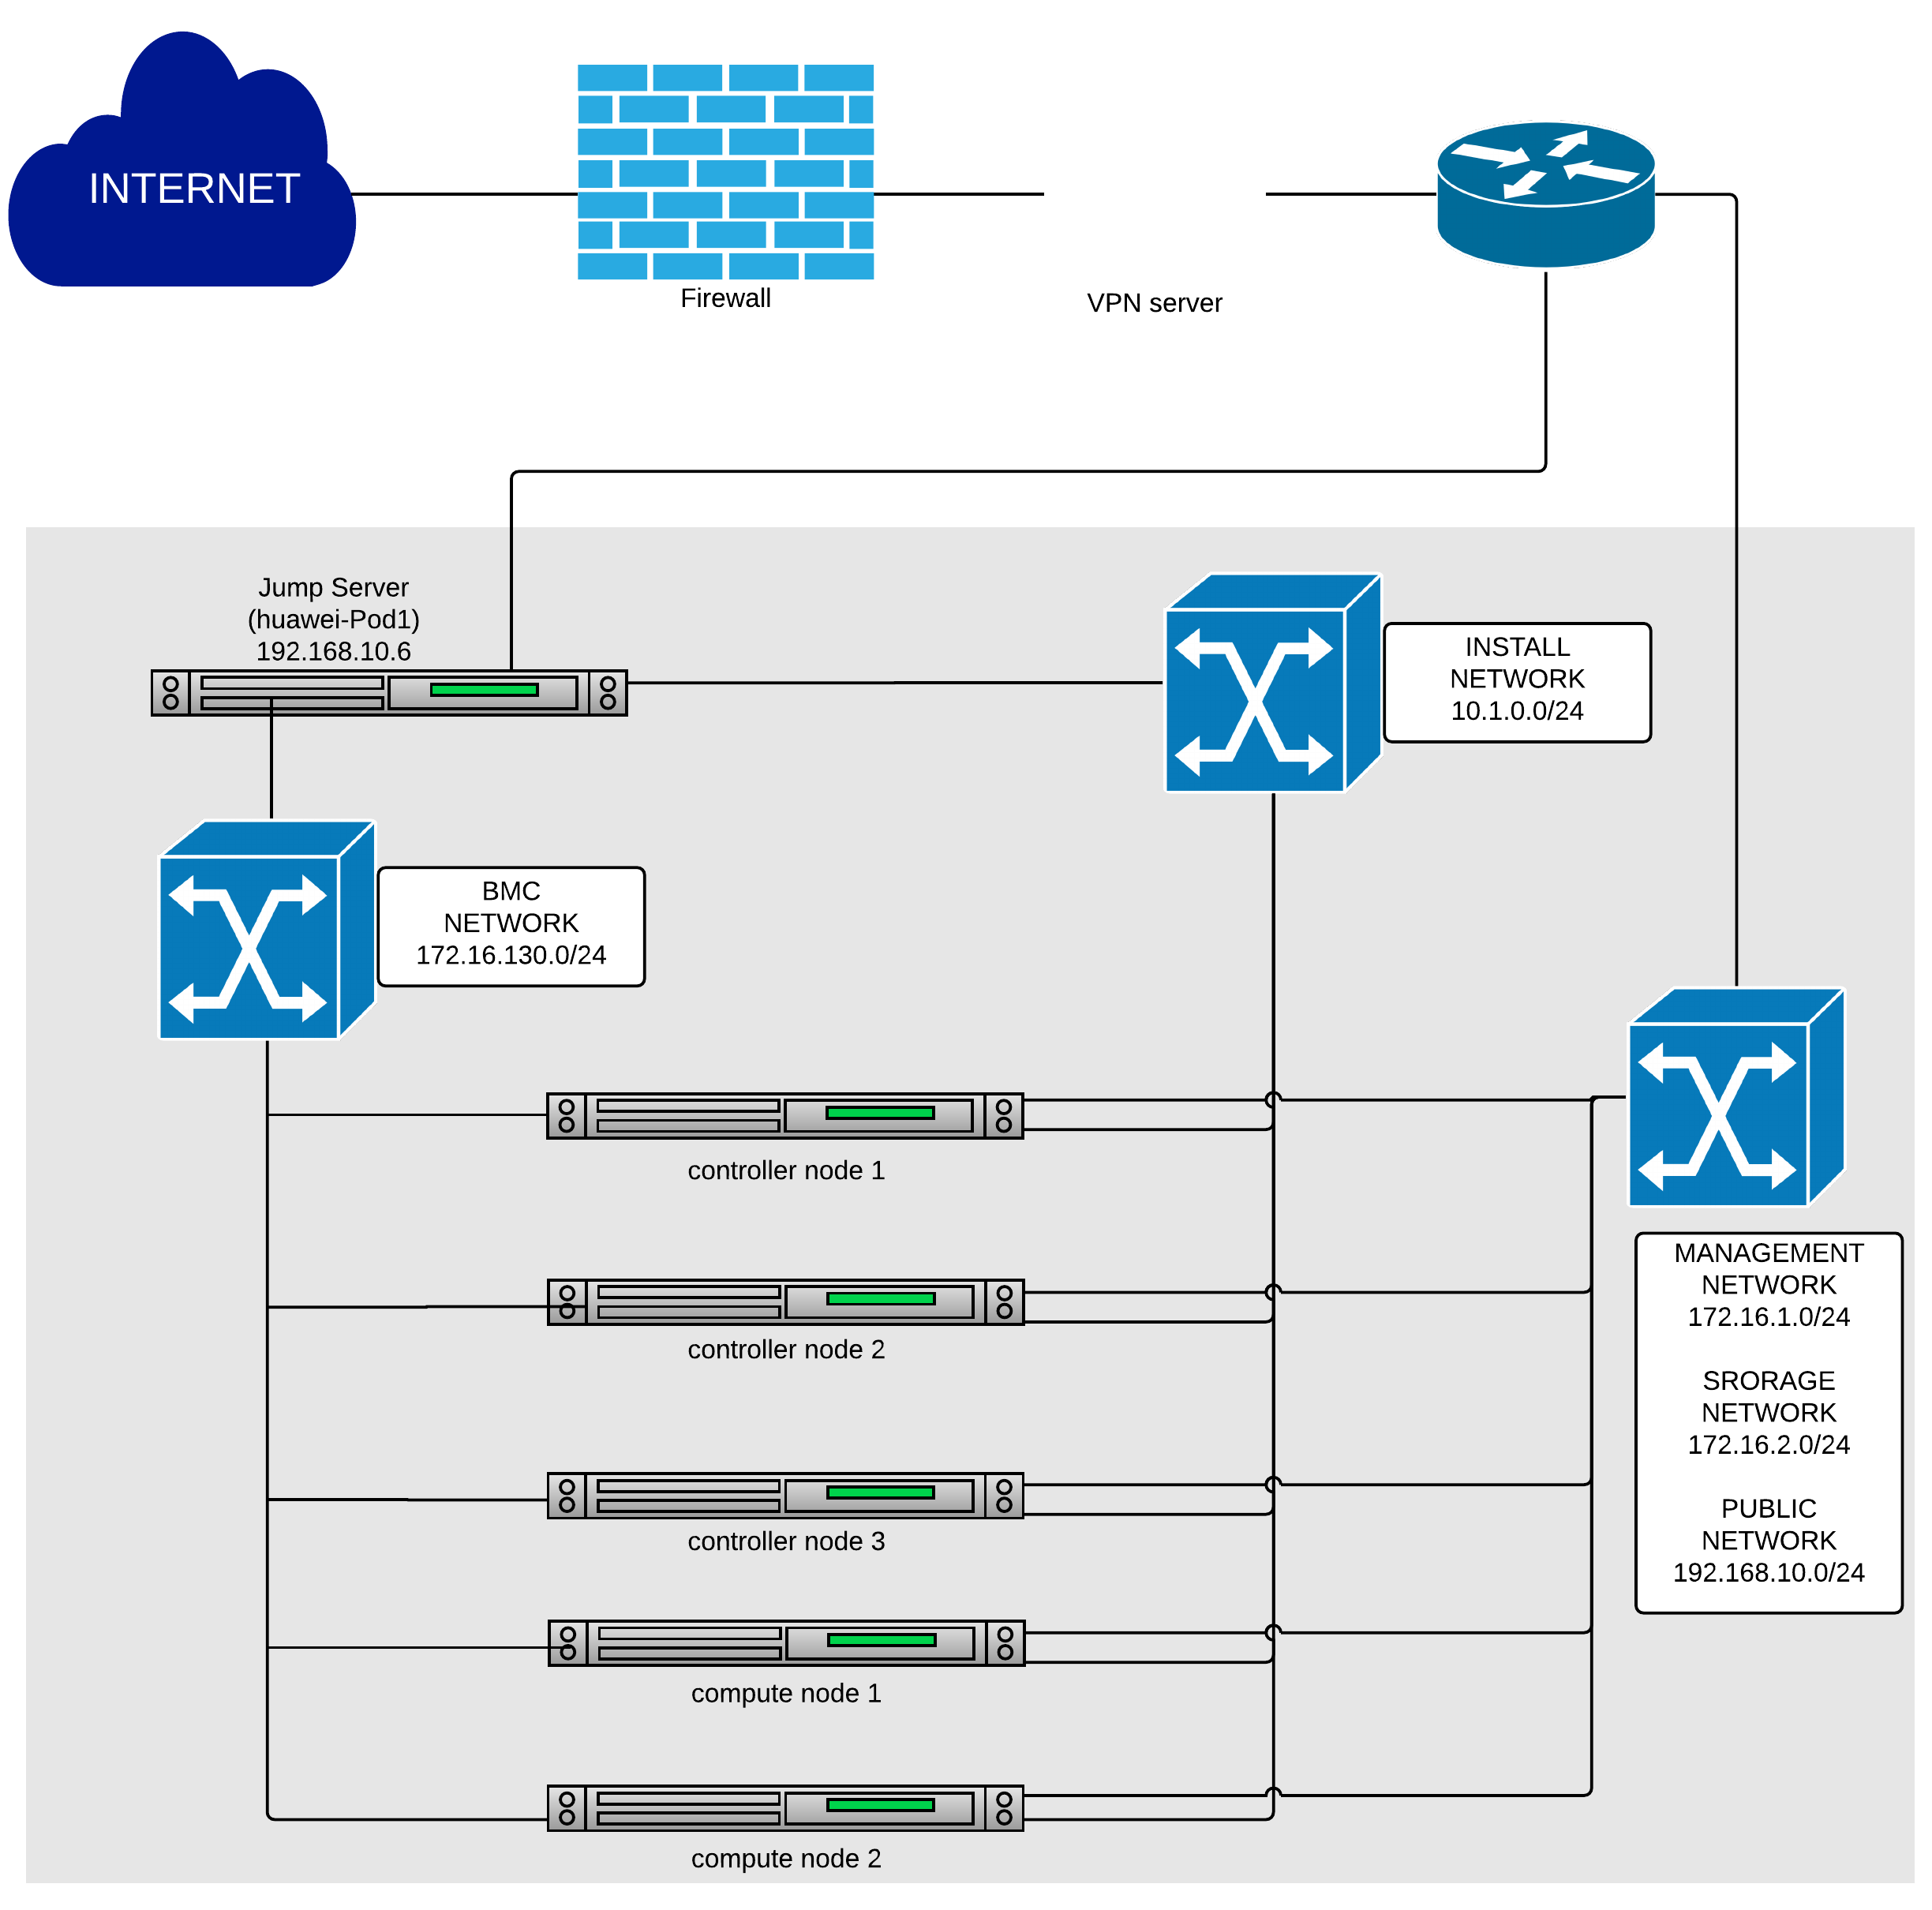 INTERNET
Firewall
VPN server
Jump Server
(huawei-Pod1)
192.168.10.6
INSTALL
NETWORK
10.1.0.0/24
BMC
NETWORK
172.16.130.0/24
controller node 1
controller node 2
controller node 3
compute node 1
compute node 2
MANAGEMENT
NETWORK
172.16.1.0/24
SRORAGE
NETWORK
172.16.2.0/24
PUBLIC
NETWORK
192.168.10.0/24